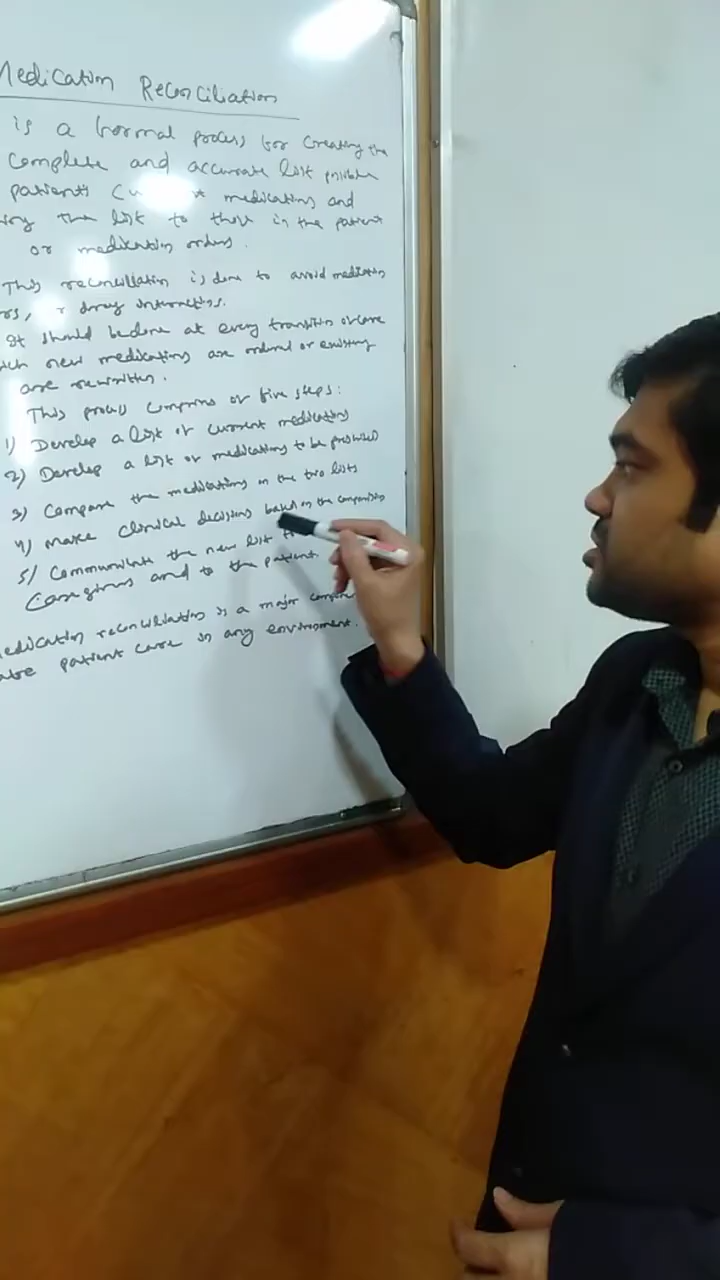 Medication Reconciliation
is a formal process for creating the
complete and accurate list possible
patients medications and
the list to those in the patient
or medication orders.
This reconciliation is done to avoid medication
drug interactions.
It should be done at every transition of care
new medications are ordered or existing
are rewritten.
This process comprises of five steps:
1) Develop a list of current medications
2) Develop a list of medications to be prescribed
3) Compare the medications on the two lists
4) Make clinical decisions based on the comparison
5) Communicate the new list to
caregivers and to the patient
medication reconciliation is a major
patient care in any environment.